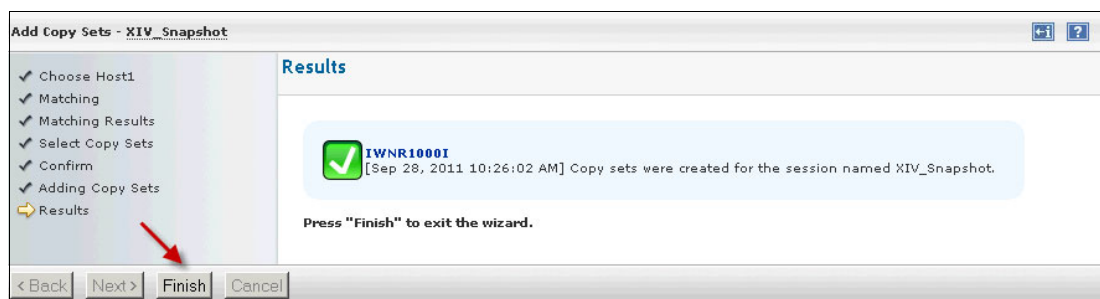 Add Copy Sets - XIV_Snapshot
?
Choose Host1
Matching
Matching Results
Select Copy Sets
Confirm
Adding Copy Sets
Results
Results
IWNR1000I
[Sep 28, 2011 10:26:02 AM] Copy sets were created for the session named XIV_Snapshot.
Press "Finish" to exit the wizard.
< Back Next > Finish Cancel